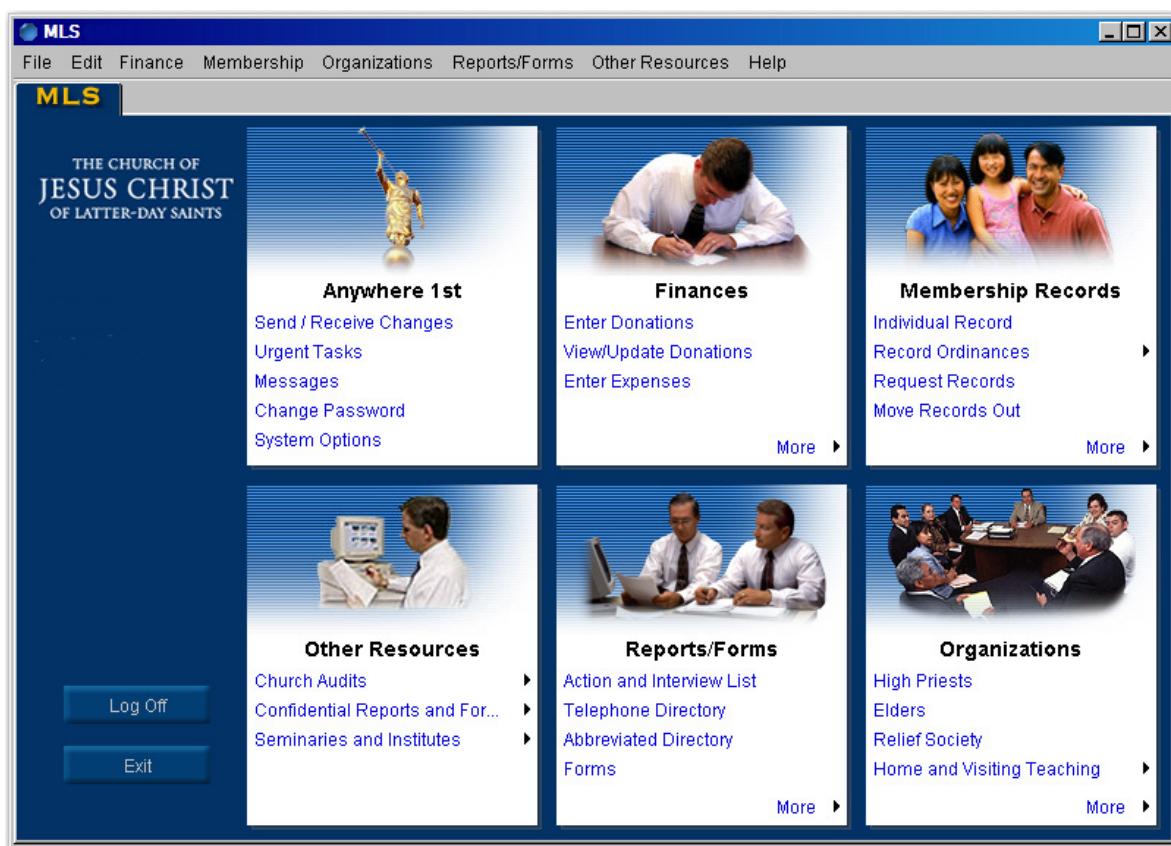 MLS
File Edit Finance Membership Organizations Reports/Forms Other Resources Help
MLS
THE CHURCH OF
JESUS CHRIST
OF LATTER-DAY SAINTS
Anywhere 1st
Send / Receive Changes
Urgent Tasks
Messages
Change Password
System Options
Finances
Enter Donations
View/Update Donations
Enter Expenses
More
Membership Records
Individual Record
Record Ordinances
Request Records
Move Records Out
More
Other Resources
Church Audits
Confidential Reports and For...
Seminaries and Institutes
Reports/Forms
Action and Interview List
Telephone Directory
Abbreviated Directory
Forms
More
Organizations
High Priests
Elders
Relief Society
Home and Visiting Teaching
More
Log Off
Exit